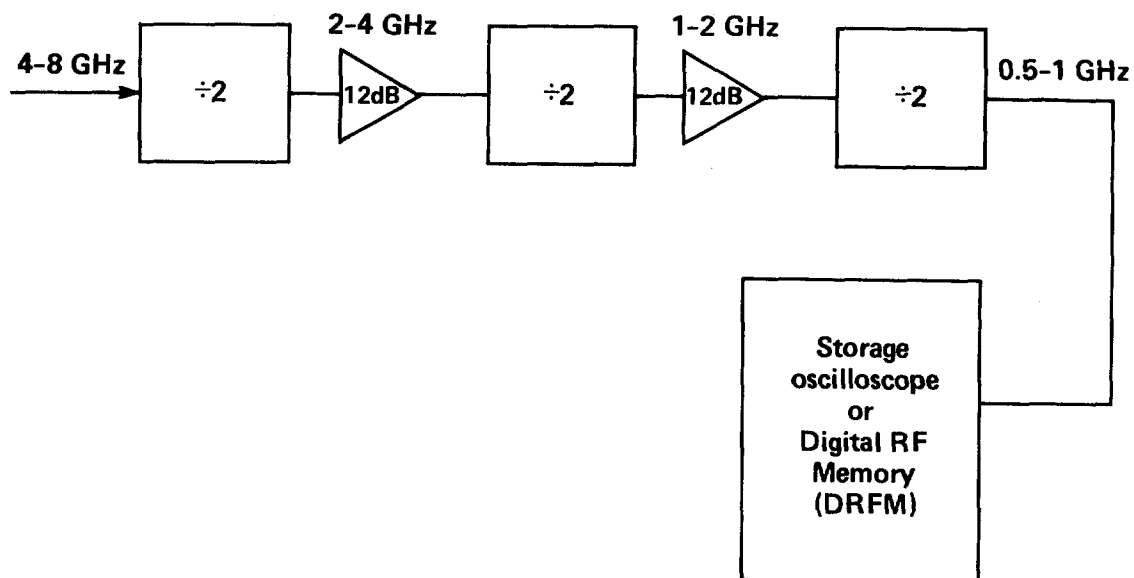 2–4 GHz
1–2 GHz
4–8 GHz
0.5–1 GHz
÷2
12dB
÷2
12dB
÷2
Storage
oscilloscope
or
Digital RF
Memory
(DRFM)